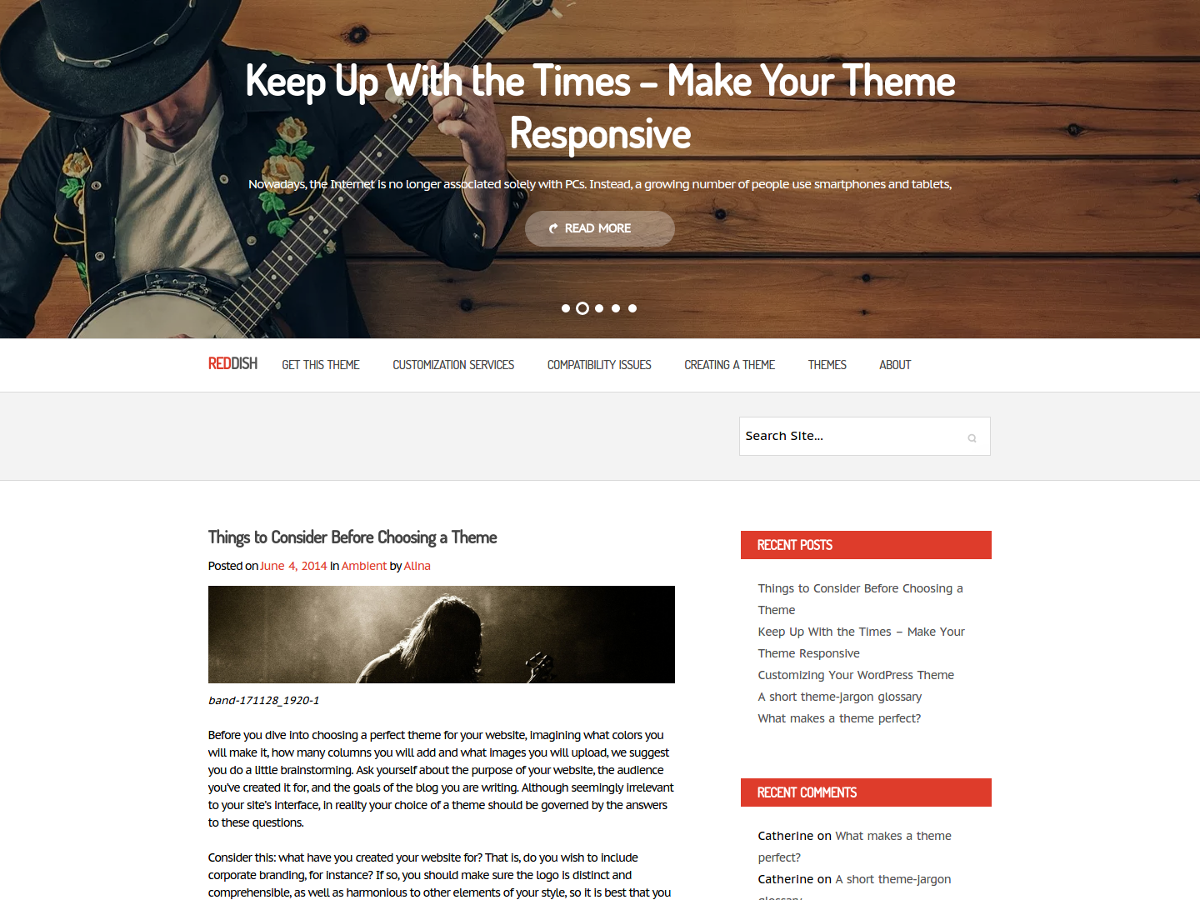 Keep Up With the Times – Make Your Theme
Responsive
Nowadays, the Internet is no longer associated solely with PCs. Instead, a growing number of people use smartphones and tablets,
READ MORE
REDDISH GET THIS THEME CUSTOMIZATION SERVICES COMPATIBILITY ISSUES CREATING A THEME THEMES ABOUT
Search Site...
Things to Consider Before Choosing a Theme
Posted on June 4, 2014 in Ambient by Alina
band-171128_1920-1
Before you dive into choosing a perfect theme for your website, imagining what colors you
will make it, how many columns you will add and what images you will upload, we suggest
you do a little brainstorming. Ask yourself about the purpose of your website, the audience
you've created it for, and the goals of the blog you are writing. Although seemingly irrelevant
to your site's interface, in reality your choice of a theme should be governed by the answers
to these questions.
Consider this: what have you created your website for? That is, do you wish to include
corporate branding, for instance? If so, you should make sure the logo is distinct and
comprehensible, as well as harmonious to other elements of your style, so it is best that you
RECENT POSTS
Things to Consider Before Choosing a
Theme
Keep Up With the Times – Make Your
Theme Responsive
Customizing Your WordPress Theme
A short theme-jargon glossary
What makes a theme perfect?
RECENT COMMENTS
Catherine on What makes a theme
perfect?
Catherine on A short theme-jargon
glossary